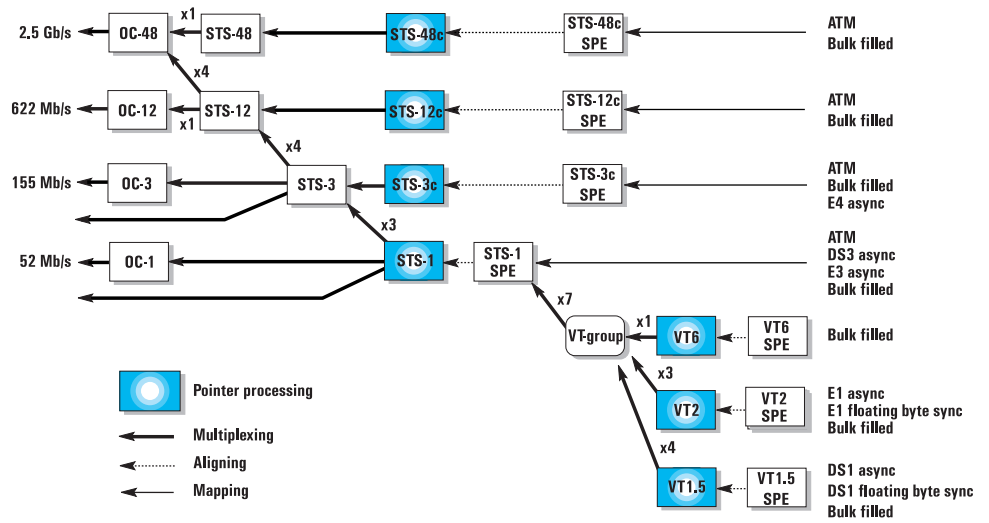 2.5 Gb/s
OC-48
x1
STS-48
STS-48c
STS-48c
SPE
ATM
Bulk filled
x4
622 Mb/s
OC-12
x1
STS-12
STS-12c
STS-12c
SPE
ATM
Bulk filled
x4
155 Mb/s
OC-3
STS-3
STS-3c
STS-3c
SPE
ATM
Bulk filled
E4 async
x3
52 Mb/s
OC-1
STS-1
STS-1
SPE
ATM
DS3 async
E3 async
Bulk filled
x7
VT-group
x1
VT6
VT6
SPE
Bulk filled
x3
VT2
VT2
SPE
E1 async
E1 floating byte sync
Bulk filled
x4
VT1.5
VT1.5
SPE
DS1 async
DS1 floating byte sync
Bulk filled
Pointer processing
Multiplexing
Aligning
Mapping